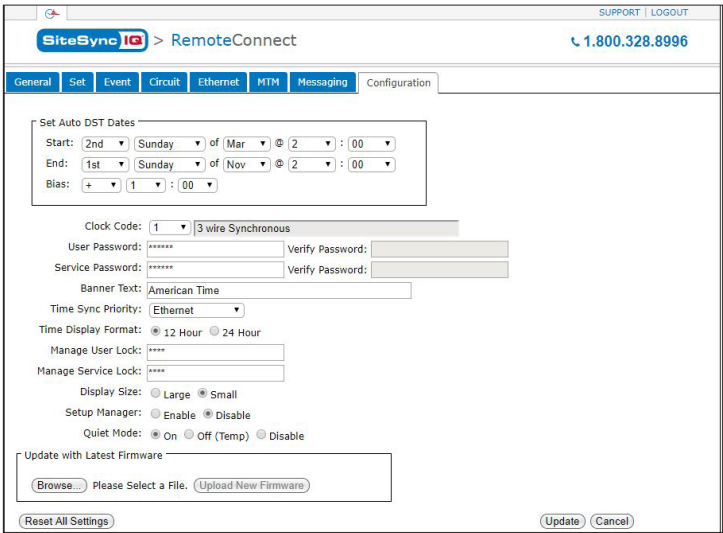 SUPPORT | LOGOUT
SiteSync IQ > RemoteConnect
1.800.328.8996
General Set Event Circuit Ethernet MTM Messaging Configuration
Set Auto DST Dates
Start: 2nd Sunday of Mar @ 2 : 00
End: 1st Sunday of Nov @ 2 : 00
Bias: + 1 : 00
Clock Code: 1 3 wire Synchronous
User Password: ****** Verify Password:
Service Password: ****** Verify Password:
Banner Text: American Time
Time Sync Priority: Ethernet
Time Display Format: 12 Hour 24 Hour
Manage User Lock: ****
Manage Service Lock: ****
Display Size: Large Small
Setup Manager: Enable Disable
Quiet Mode: On Off (Temp) Disable
Update with Latest Firmware
Browse... Please Select a File. Upload New Firmware
Reset All Settings Update Cancel